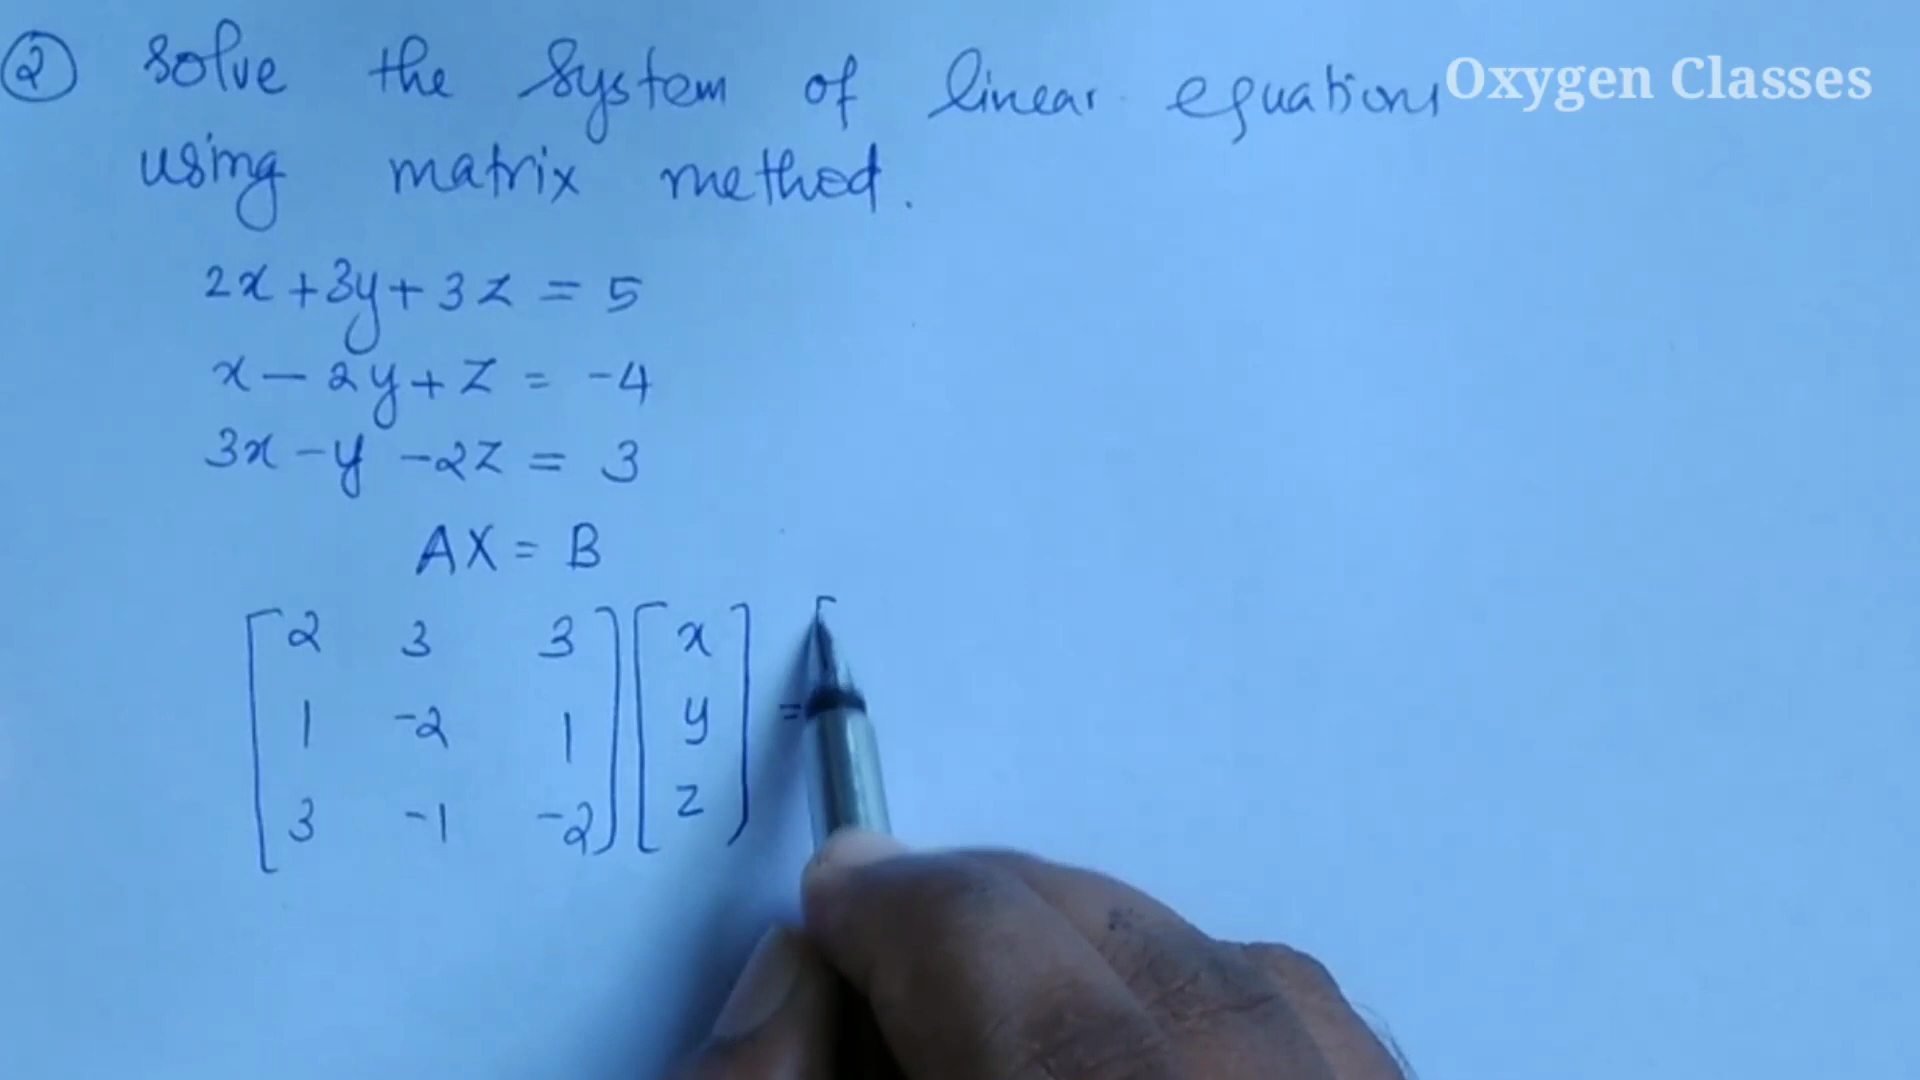 ② Solve the System of linear equations
Oxygen Classes
using matrix method.
2x+3y+3z = 5
x-2y+z = -4
3x-y-2z = 3
AX = B
[2 3 3] [x]
[1 -2 1] [y] =
[3 -1 -2] [z]